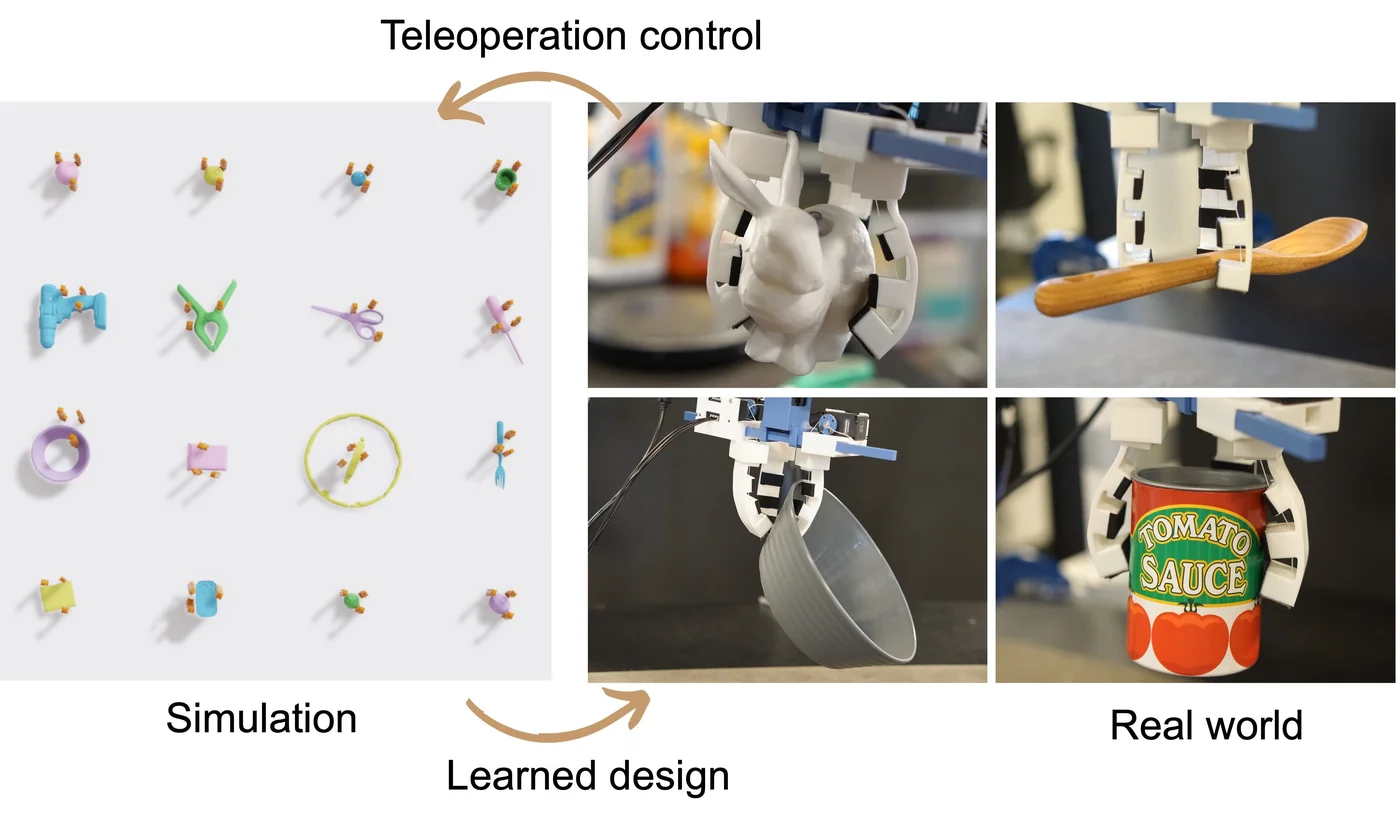 Teleoperation control
TOMATO
SAUCE
Simulation
Real world
Learned design